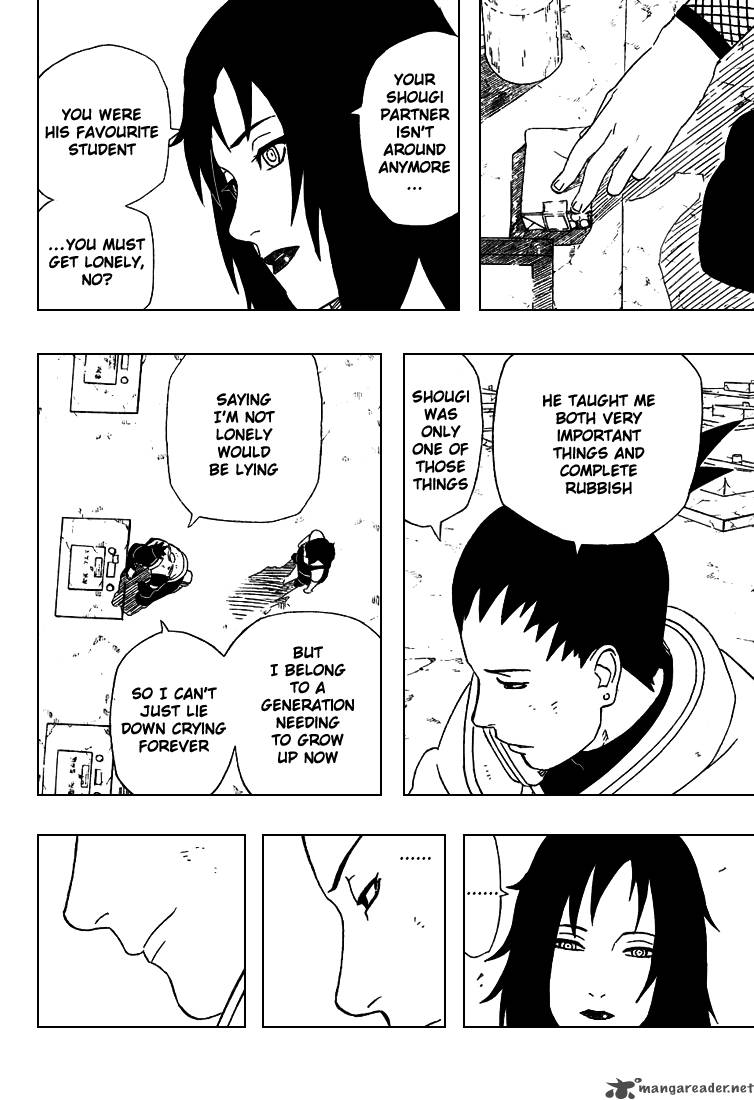 YOUR
SHOUGI
PARTNER
ISN'T
AROUND
ANYMORE
...
YOU WERE
HIS FAVOURITE
STUDENT
...YOU MUST
GET LONELY,
NO?
HE TAUGHT ME
BOTH VERY
IMPORTANT
THINGS AND
COMPLETE
RUBBISH
SHOUGI
WAS
ONLY
ONE OF
THOSE
THINGS
SAYING
I'M NOT
LONELY
WOULD
BE LYING
BUT
I BELONG
TO A
GENERATION
NEEDING
TO GROW
UP NOW
SO I CAN'T
JUST LIE
DOWN CRYING
FOREVER
........
......
mangareader.net